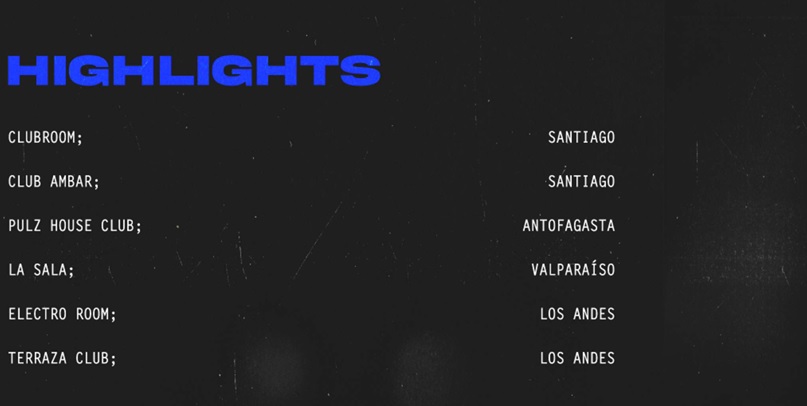 HIGHLIGHTS
CLUBROOM; SANTIAGO
CLUB AMBAR; SANTIAGO
PULZ HOUSE CLUB; ANTOFAGASTA
LA SALA; VALPARAÍSO
ELECTRO ROOM; LOS ANDES
TERRAZA CLUB; LOS ANDES